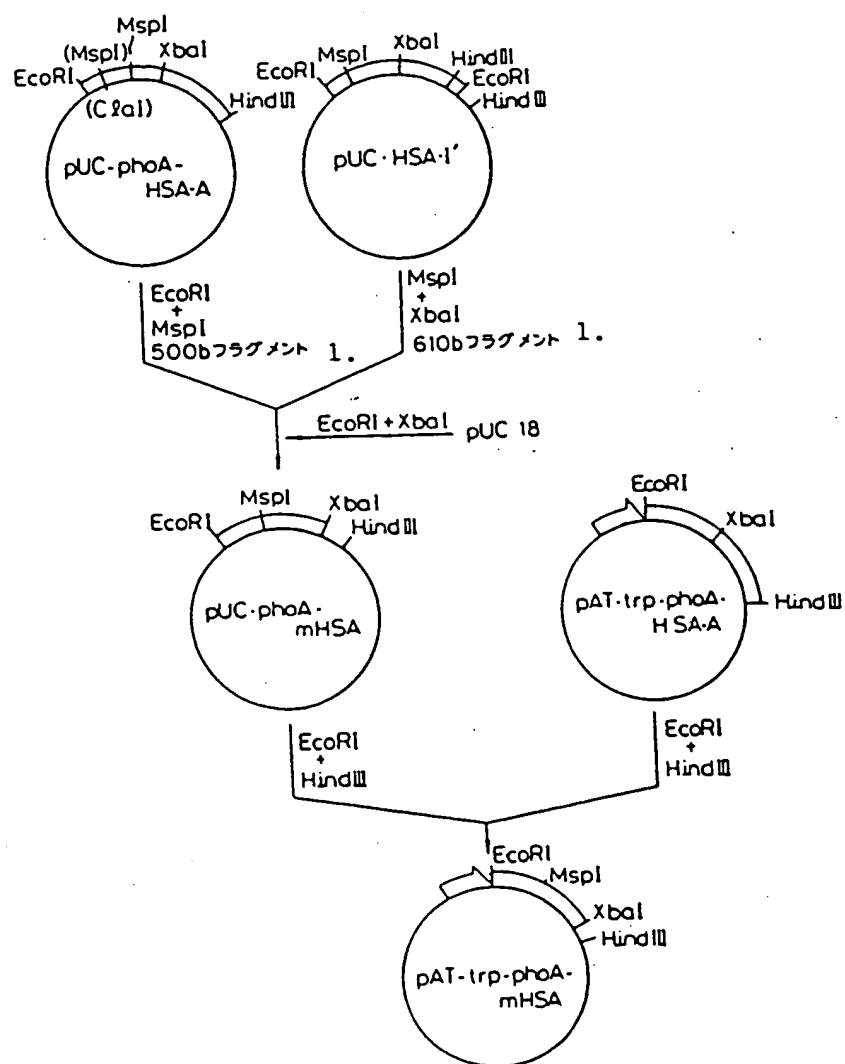 MspI
(MspI)
XbaI
EcoRI
(ClaI)
HindIII
pUC-phoA-
HSA-A
XbaI
MspI
HindIII
EcoRI
EcoRI
HindIII
pUC·HSA·I'
EcoRI
+
MspI
500bフラグメント 1.
MspI
+
XbaI
610bフラグメント 1.
EcoRI+XbaI
pUC 18
MspI
XbaI
EcoRI
HindIII
pUC·phoA·
mHSA
EcoRI
XbaI
HindIII
pAT-trp-phoA-
HSA-A
EcoRI
+
HindIII
EcoRI
+
HindIII
EcoRI
MspI
XbaI
HindIII
pAT-trp-phoA-
mHSA